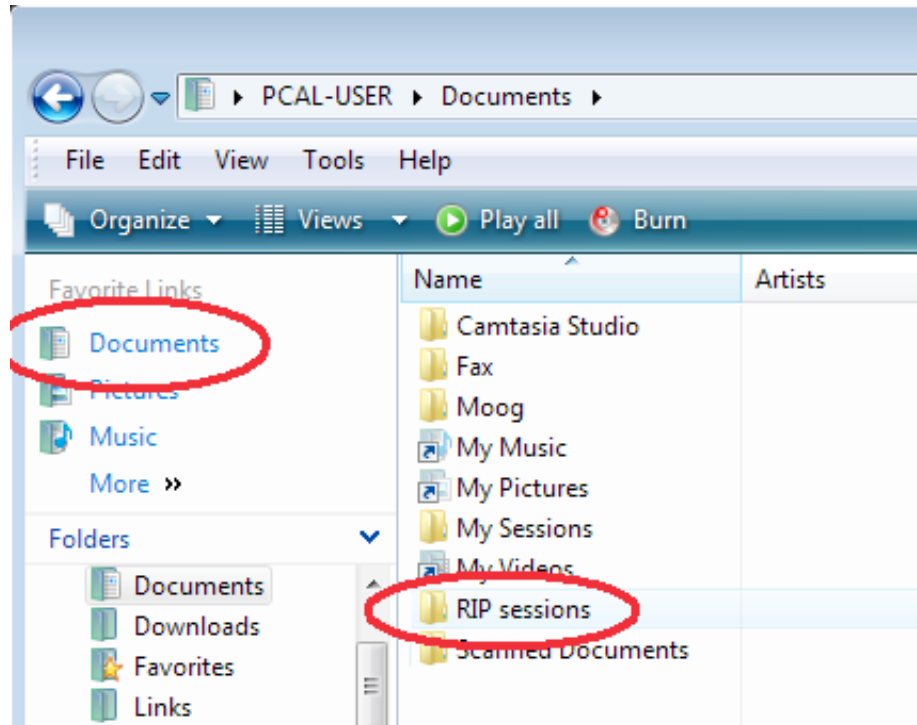 PCAL-USER Documents
File Edit View Tools Help
Organize Views Play all Burn
Favorite Links
Documents
Pictures
Music
More »
Folders
Documents
Downloads
Favorites
Links
Name Artists
Camtasia Studio
Fax
Moog
My Music
My Pictures
My Sessions
My Videos
RIP sessions
Scanned Documents